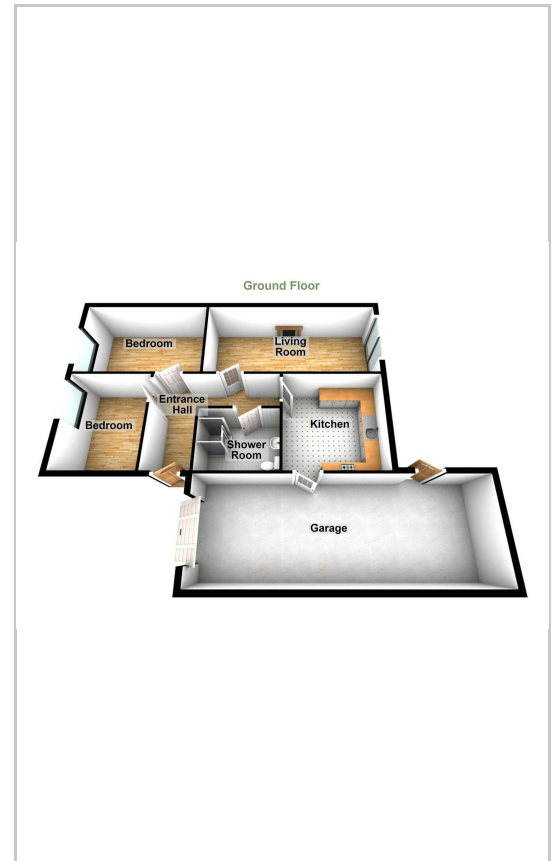 Ground Floor
Bedroom
Living
Room
Entrance
Hall
Bedroom
Kitchen
Shower
Room
Garage